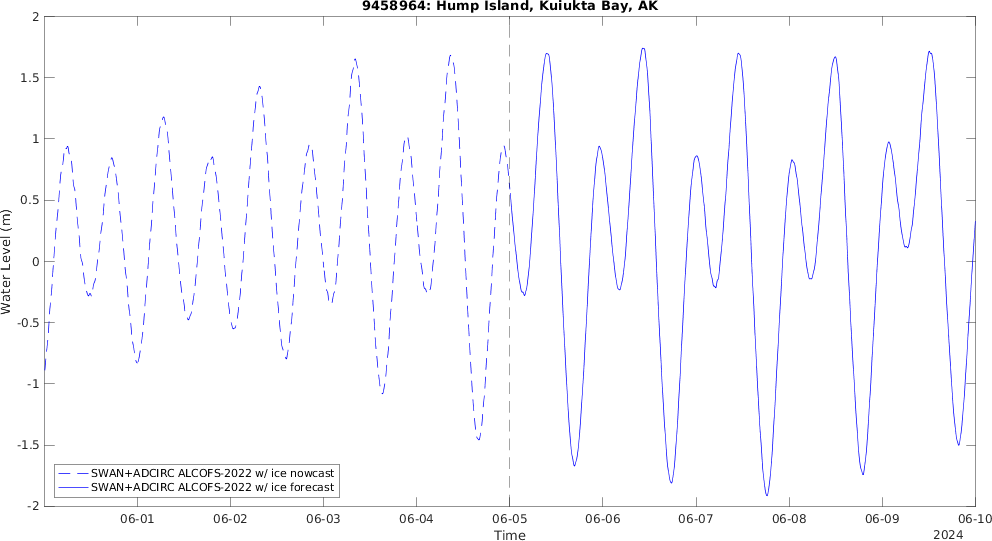 9458964: Hump Island, Kuiukta Bay, AK
2
1.5
1
0.5
0
-0.5
-1
-1.5
-2
Water Level (m)
SWAN+ADCIRC ALCOFS-2022 w/ ice nowcast
SWAN+ADCIRC ALCOFS-2022 w/ ice forecast
06-01 06-02 06-03 06-04 06-05 06-06 06-07 06-08 06-09 06-10
Time
2024